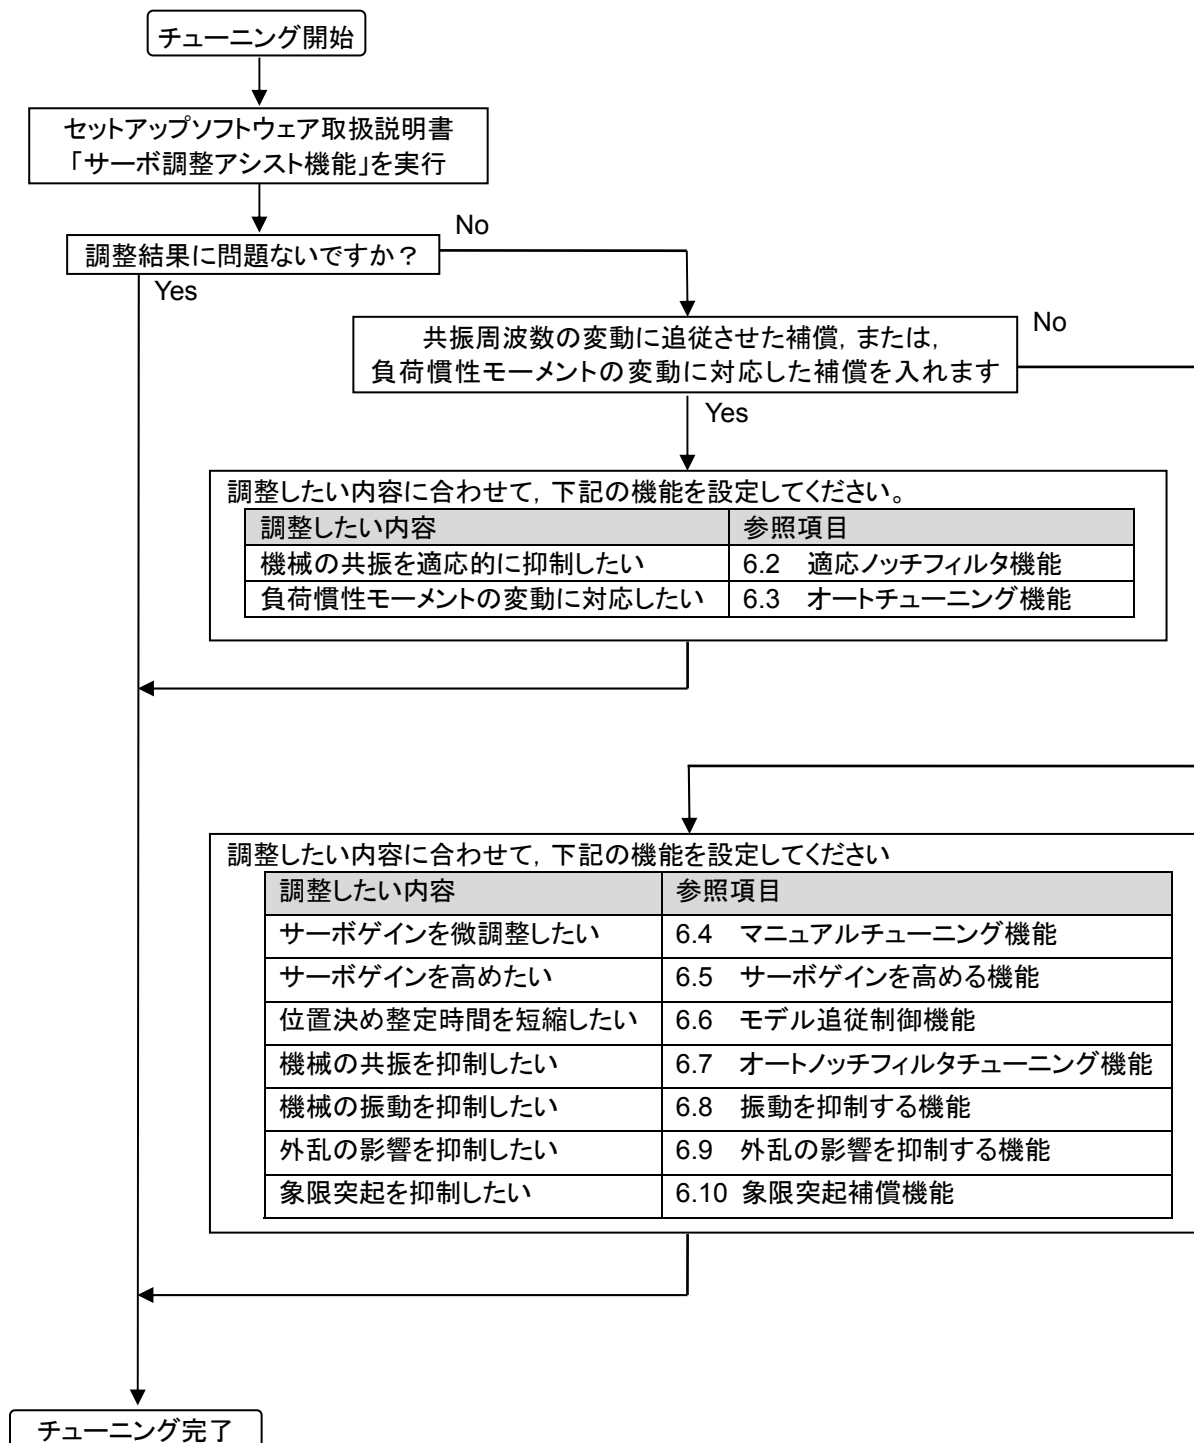 チューニング開始
セットアップソフトウェア取扱説明書
「サーボ調整アシスト機能」を実行
No
調整結果に問題ないですか?
Yes
共振周波数の変動に追従させた補償, または,
負荷慣性モーメントの変動に対応した補償を入れます
No
Yes
調整したい内容に合わせて, 下記の機能を設定してください。
調整したい内容 参照項目
機械の共振を適応的に抑制したい 6.2 適応ノッチフィルタ機能
負荷慣性モーメントの変動に対応したい 6.3 オートチューニング機能
調整したい内容に合わせて, 下記の機能を設定してください
調整したい内容 参照項目
サーボゲインを微調整したい 6.4 マニュアルチューニング機能
サーボゲインを高めたい 6.5 サーボゲインを高める機能
位置決め整定時間を短縮したい 6.6 モデル追従制御機能
機械の共振を抑制したい 6.7 オートノッチフィルタチューニング機能
機械の振動を抑制したい 6.8 振動を抑制する機能
外乱の影響を抑制したい 6.9 外乱の影響を抑制する機能
象限突起を抑制したい 6.10 象限突起補償機能
チューニング完了